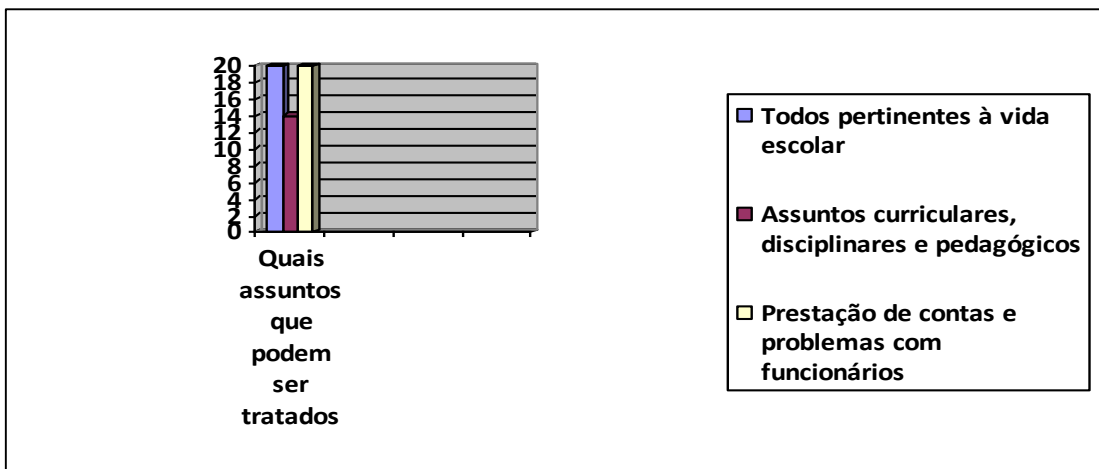 20
18
16
14
12
10
8
6
4
2
0
Quais
assuntos
que
podem
ser
tratados
Todos pertinentes à vida
escolar
Assuntos curriculares,
disciplinares e pedagógicos
Prestação de contas e
problemas com
funcionários